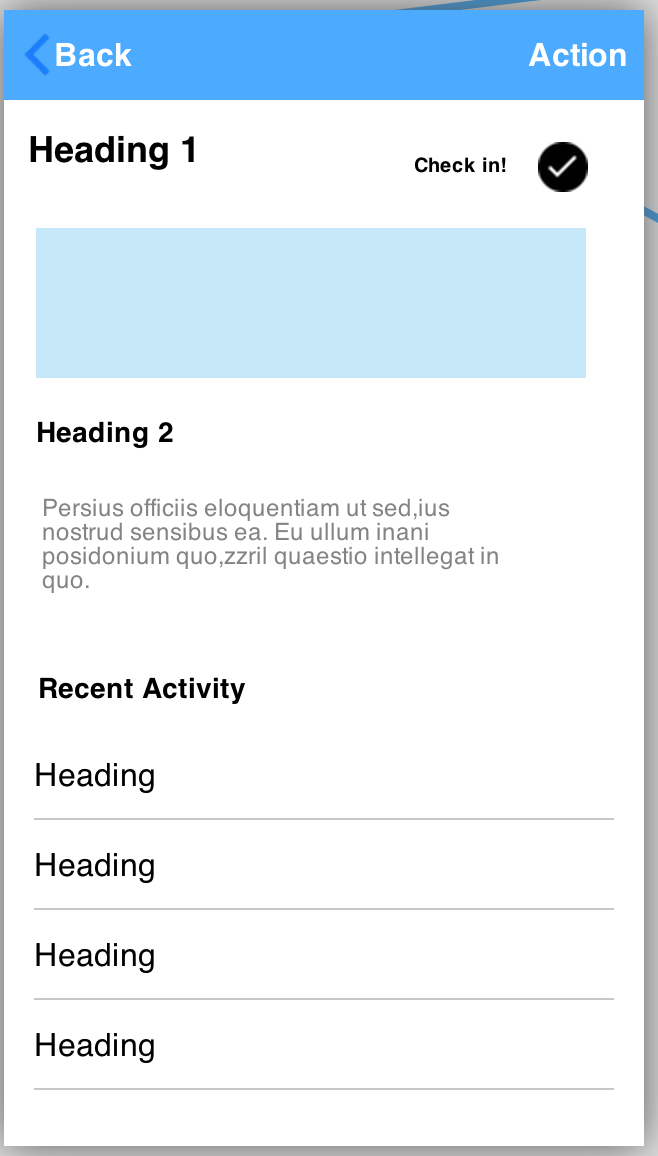 Back
Action
Heading 1
Check in!
Heading 2
Persius officiis eloquentiam ut sed,ius
nostrud sensibus ea. Eu ullum inani
posidonium quo,zzril quaestio intellegat in
quo.
Recent Activity
Heading
Heading
Heading
Heading